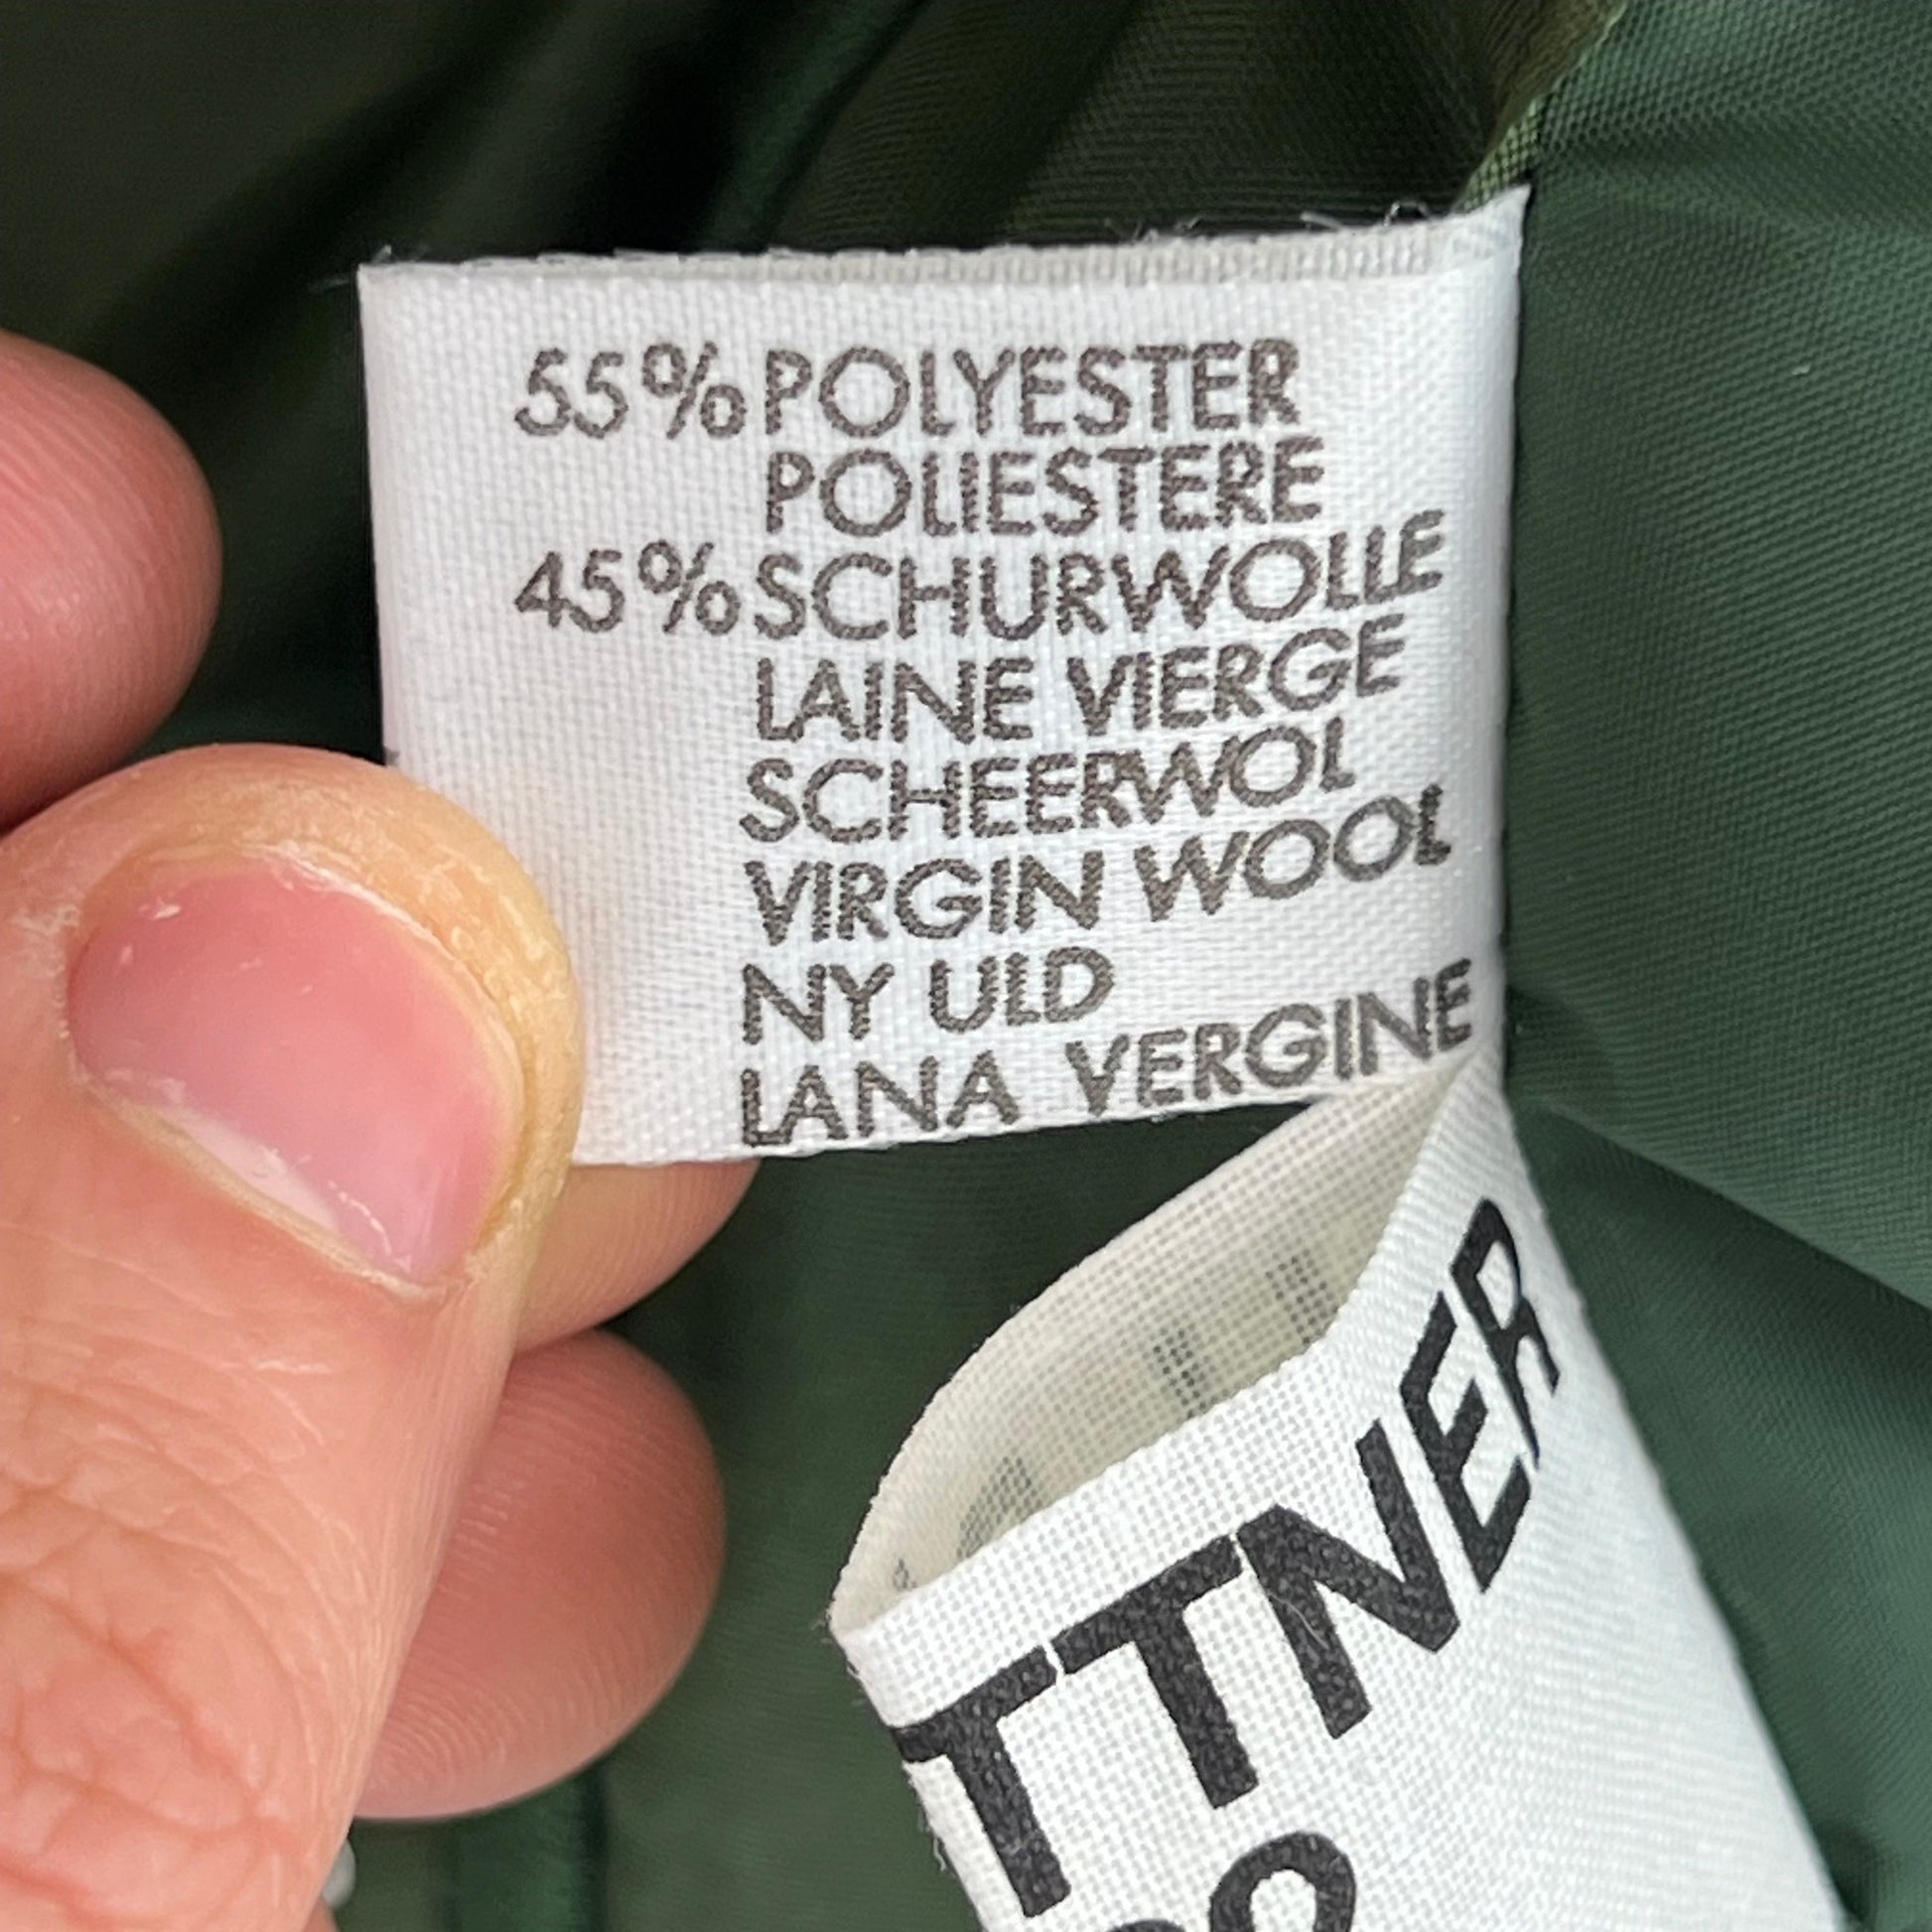 55% POLYESTER
POLIESTERE
45% SCHURWOLLE
LAINE VIERGE
SCHEERWOL
VIRGIN WOOL
NY ULD
LANA VERGINE
TTNER